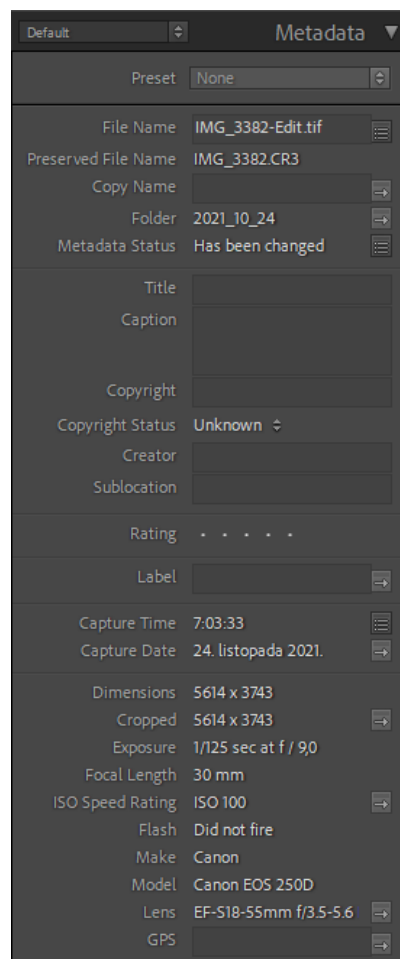 Default Metadata
Preset None
File Name IMG_3382-Edit.tif
Preserved File Name IMG_3382.CR3
Copy Name
Folder 2021_10_24
Metadata Status Has been changed
Title
Caption
Copyright
Copyright Status Unknown
Creator
Sublocation
Rating . . . . .
Label
Capture Time 7:03:33
Capture Date 24. listopada 2021.
Dimensions 5614 x 3743
Cropped 5614 x 3743
Exposure 1/125 sec at f / 9,0
Focal Length 30 mm
ISO Speed Rating ISO 100
Flash Did not fire
Make Canon
Model Canon EOS 250D
Lens EF-S18-55mm f/3.5-5.6
GPS